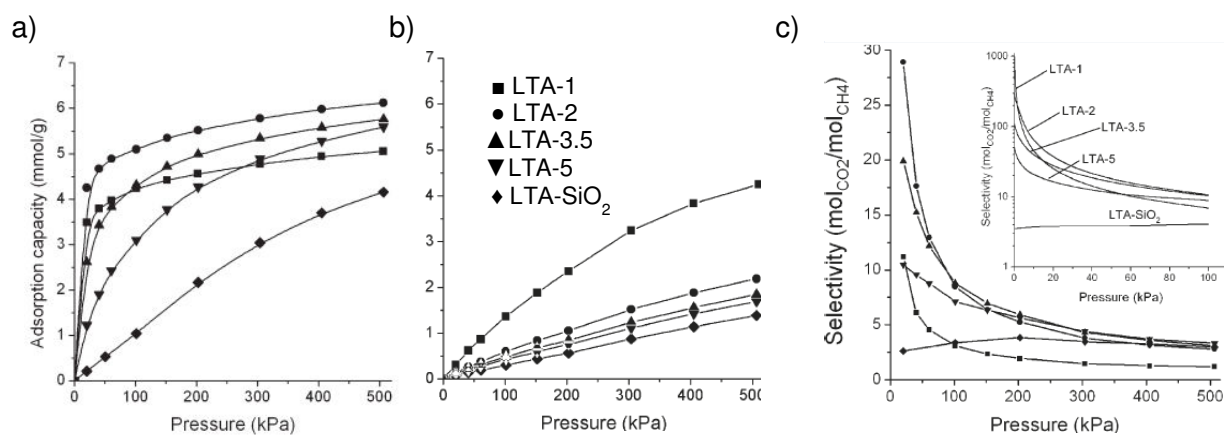 a)
Adsorption capacity (mmol/g)
7
6
5
4
3
2
1
0
0 100 200 300 400 500
Pressure (kPa)
b)
7
6
5
4
3
2
1
0
LTA-1
LTA-2
LTA-3.5
LTA-5
LTA-SiO₂
0 100 200 300 400 500
Pressure (kPa)
c)
Selectivity (mol_CO2/mol_CH4)
30
25
20
15
10
5
0
0 100 200 300 400 500
Pressure (kPa)
Selectivity (mol_CO2/mol_CH4)
1000
100
10
1
LTA-1
LTA-2
LTA-3.5
LTA-5
LTA-SiO₂
0 20 40 60 80 100
Pressure (kPa)